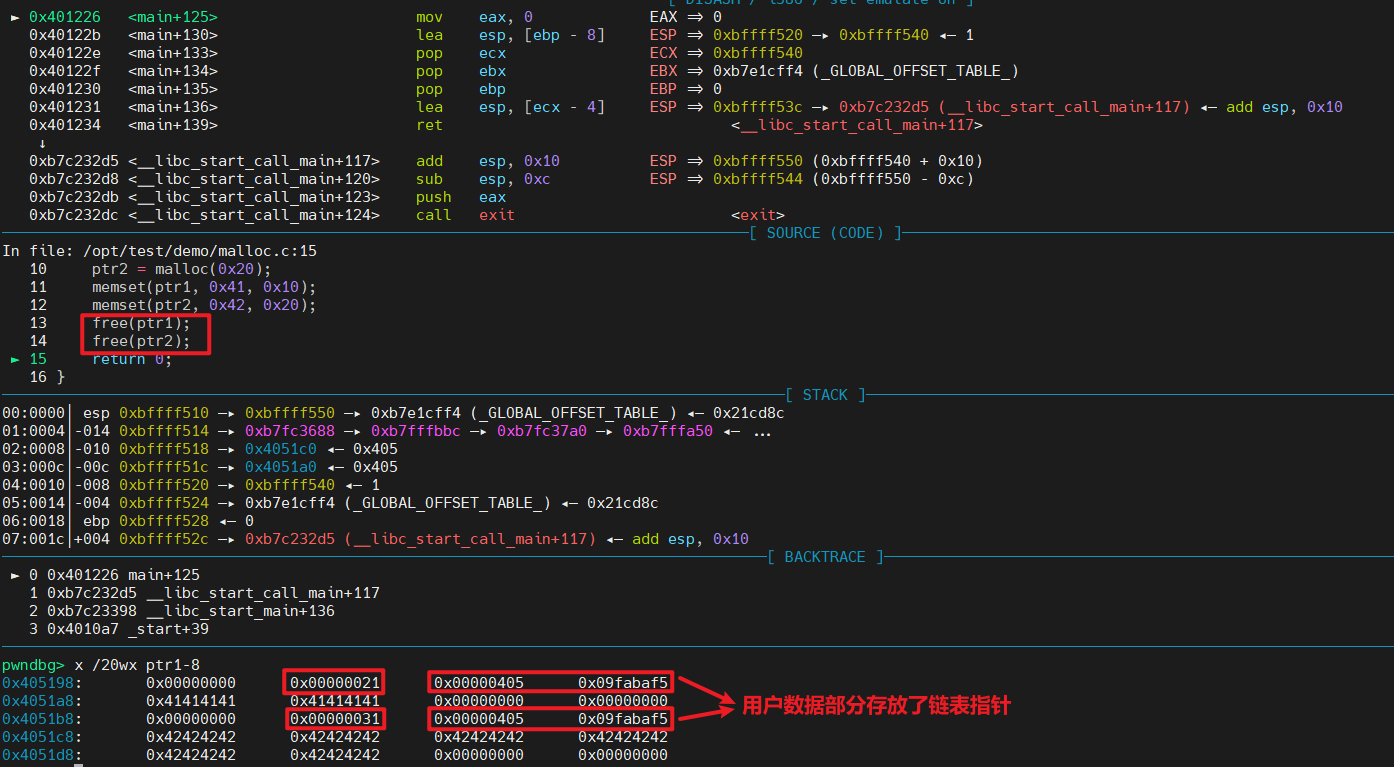 [ DISASM / i386 / set emulate on ]
► 0x401226 <main+125> mov eax, 0 EAX => 0
0x40122b <main+130> lea esp, [ebp - 8] ESP => 0xbffff520 —▸ 0xbffff540 ◂— 1
0x40122e <main+133> pop ecx ECX => 0xbffff540
0x40122f <main+134> pop ebx EBX => 0xb7e1cff4 (_GLOBAL_OFFSET_TABLE_)
0x401230 <main+135> pop ebp EBP => 0
0x401231 <main+136> lea esp, [ecx - 4] ESP => 0xbffff53c —▸ 0xb7c232d5 (__libc_start_call_main+117) ◂— add esp, 0x10
0x401234 <main+139> ret <__libc_start_call_main+117>
↓
0xb7c232d5 <__libc_start_call_main+117> add esp, 0x10 ESP => 0xbffff550 (0xbffff540 + 0x10)
0xb7c232d8 <__libc_start_call_main+120> sub esp, 0xc ESP => 0xbffff544 (0xbffff550 - 0xc)
0xb7c232db <__libc_start_call_main+123> push eax
0xb7c232dc <__libc_start_call_main+124> call exit <exit>
[ SOURCE (CODE) ]
In file: /opt/test/demo/malloc.c:15
10 ptr2 = malloc(0x20);
11 memset(ptr1, 0x41, 0x10);
12 memset(ptr2, 0x42, 0x20);
13 free(ptr1);
14 free(ptr2);
► 15 return 0;
16 }
[ STACK ]
00:0000│ esp 0xbffff510 —▸ 0xbffff550 —▸ 0xb7e1cff4 (_GLOBAL_OFFSET_TABLE_) ◂— 0x21cd8c
01:0004│-014 0xbffff514 —▸ 0xb7fc3688 —▸ 0xb7fffbbc —▸ 0xb7fc37a0 —▸ 0xb7fffa50 ◂— ...
02:0008│-010 0xbffff518 —▸ 0x4051c0 ◂— 0x405
03:000c│-00c 0xbffff51c —▸ 0x4051a0 ◂— 0x405
04:0010│-008 0xbffff520 —▸ 0xbffff540 ◂— 1
05:0014│-004 0xbffff524 —▸ 0xb7e1cff4 (_GLOBAL_OFFSET_TABLE_) ◂— 0x21cd8c
06:0018│ ebp 0xbffff528 ◂— 0
07:001c│+004 0xbffff52c —▸ 0xb7c232d5 (__libc_start_call_main+117) ◂— add esp, 0x10
[ BACKTRACE ]
► 0 0x401226 main+125
1 0xb7c232d5 __libc_start_call_main+117
2 0xb7c23398 __libc_start_main+136
3 0x4010a7 _start+39
pwndbg> x /20wx ptr1-8
0x405198: 0x00000000 0x00000021 0x00000405 0x09fabaf5
0x4051a8: 0x41414141 0x41414141 0x00000000 0x00000000
用户数据部分存放了链表指针
0x4051b8: 0x00000000 0x00000031 0x00000405 0x09fabaf5
0x4051c8: 0x42424242 0x42424242 0x42424242 0x42424242
0x4051d8: 0x42424242 0x42424242 0x00000000 0x00000000